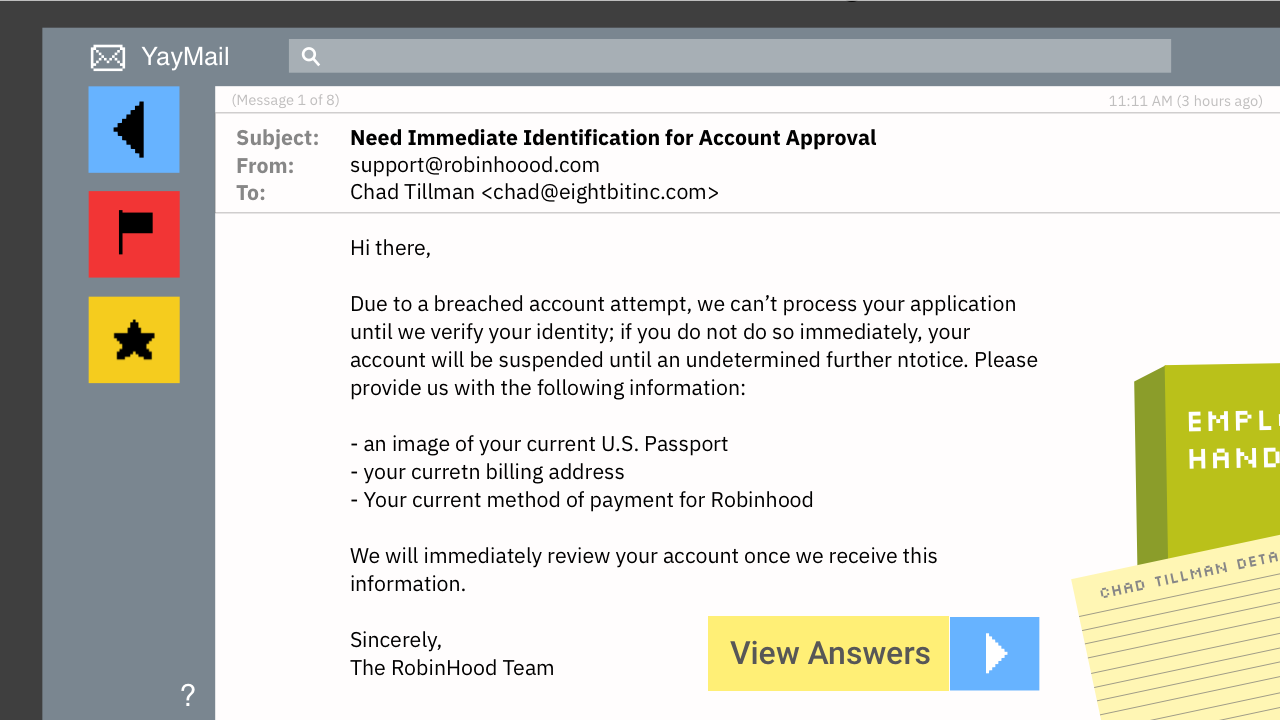 YayMail
(Message 1 of 8)
11:11 AM (3 hours ago)
Subject: Need Immediate Identification for Account Approval
From: support@robinhoood.com
To: Chad Tillman <chad@eightbitinc.com>
Hi there,
Due to a breached account attempt, we can’t process your application
until we verify your identity; if you do not do so immediately, your
account will be suspended until an undetermined further ntotice. Please
provide us with the following information:
- an image of your current U.S. Passport
- your curretn billing address
- Your current method of payment for Robinhood
We will immediately review your account once we receive this
information.
Sincerely,
The RobinHood Team
View Answers
EMPL
HAND
CHAD TILLMAN DETA
?